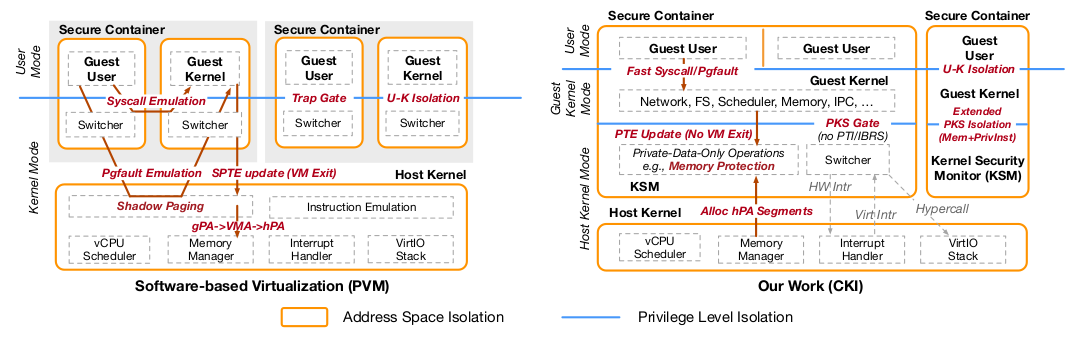 Secure Container
Secure Container
User
Mode
Guest
User
Guest
Kernel
Guest
User
Guest
Kernel
Syscall Emulation
Trap Gate
U-K Isolation
Switcher
Switcher
Switcher
Switcher
Kernel Mode
Pgfault Emulation
SPTE update (VM Exit)
Host Kernel
Shadow Paging
Instruction Emulation
gPA->VMA->hPA
vCPU
Scheduler
Memory
Manager
Interrupt
Handler
VirtIO
Stack
Software-based Virtualization (PVM)
Secure Container
Secure Container
User
Mode
Guest User
Guest User
Guest
User
Fast Syscall/Pgfault
U-K Isolation
Guest
Kernel
Mode
Guest Kernel
Network, FS, Scheduler, Memory, IPC, ...
Guest Kernel
PTE Update (No VM Exit)
PKS Gate
(no PTI/IBRS)
Extended
PKS Isolation
(Mem+PrivInst)
Host Kernel Mode
Private-Data-Only Operations
e.g., Memory Protection
Switcher
KSM
Kernel Security
Monitor (KSM)
HW Intr
Virt Intr
Hypercall
Host Kernel
Alloc hPA Segments
vCPU
Scheduler
Memory
Manager
Interrupt
Handler
VirtIO
Stack
Our Work (CKI)
Address Space Isolation
Privilege Level Isolation